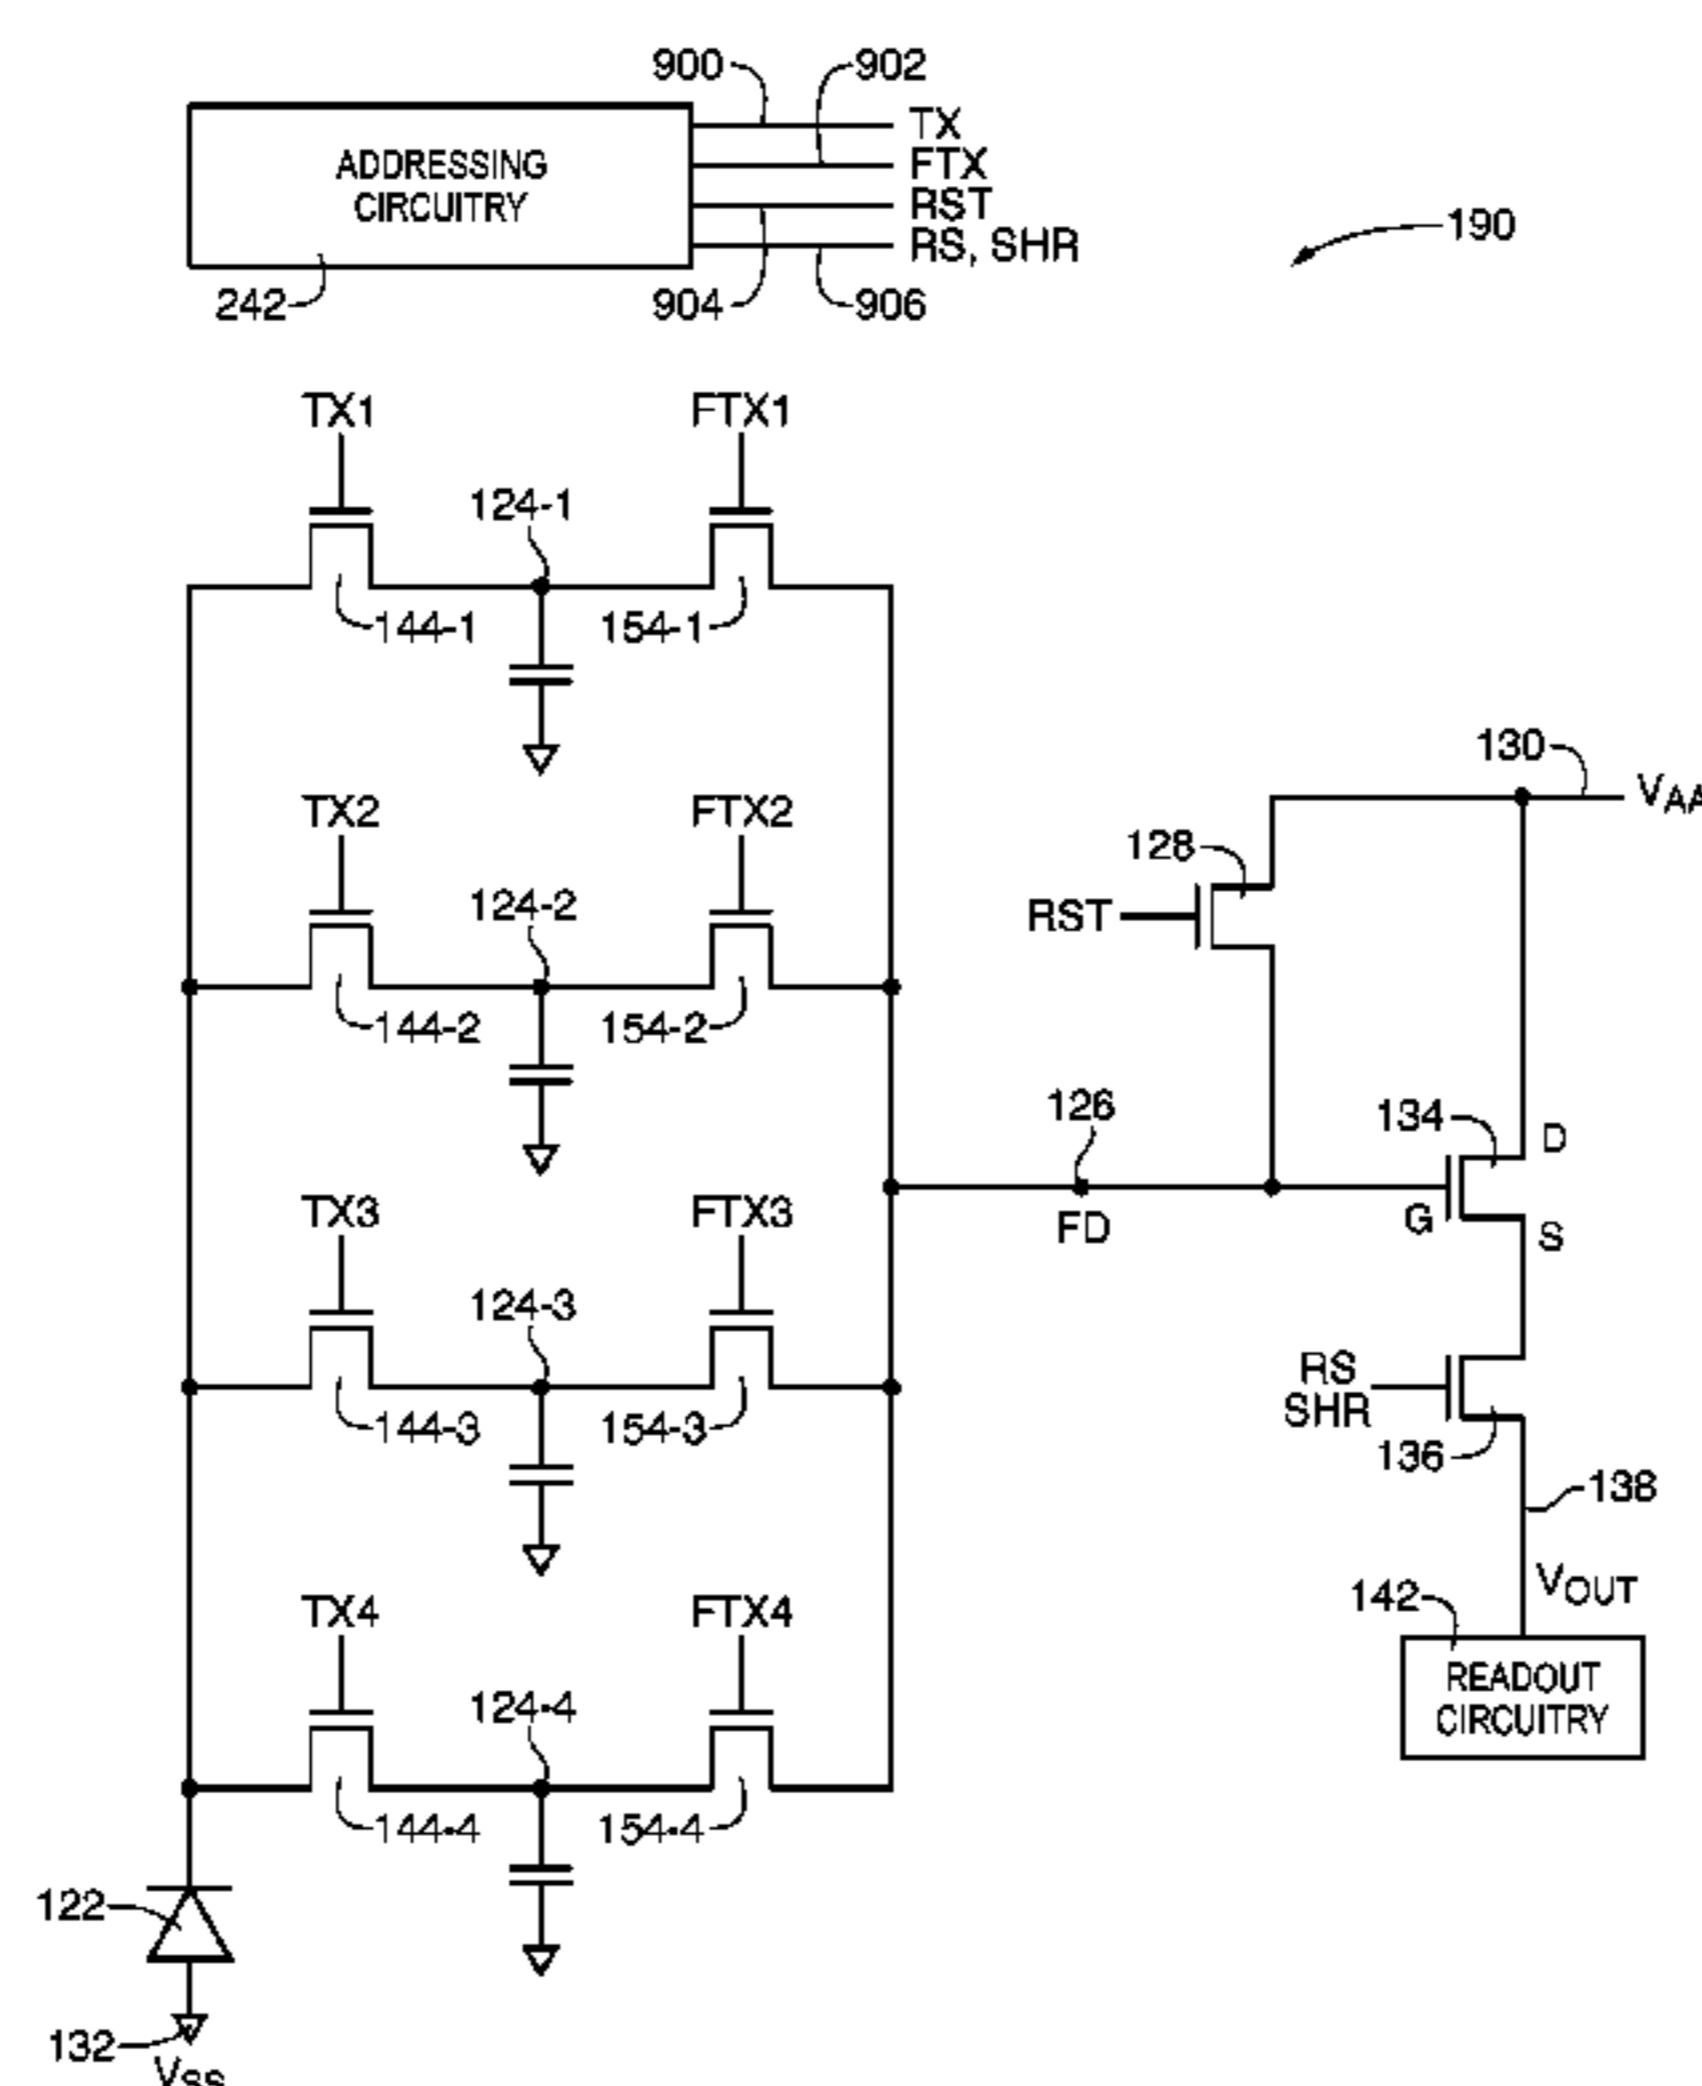 900
902
TX
ADDRESSING
CIRCUITRY
FTX
RST
RS, SHR
190
242
904
906
TX1
FTX1
124-1
144-1
154-1
130
VAA
TX2
FTX2
128
124-2
RST
144-2
154-2
126
134
D
TX3
FTX3
FD
G
S
124-3
RS
SHR
144-3
154-3
136
138
VOUT
142
TX4
FTX4
READOUT
CIRCUITRY
124-4
144-4
154-4
122
132
VSS